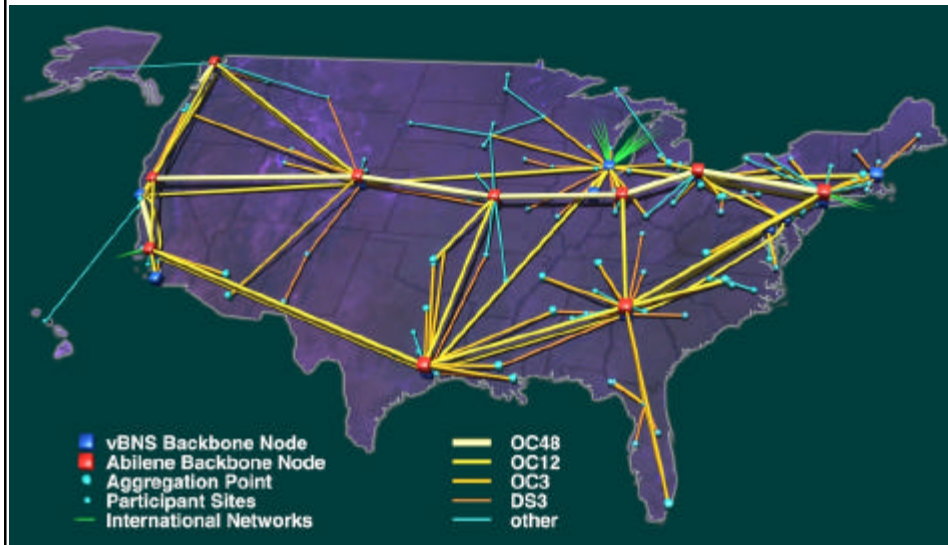 vBNS Backbone Node
Abilene Backbone Node
Aggregation Point
Participant Sites
International Networks
OC48
OC12
OC3
DS3
other